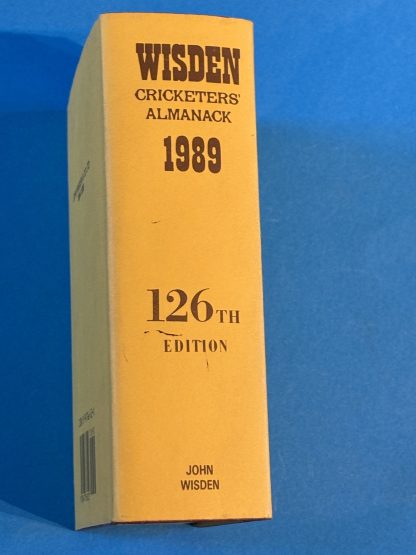 WISDEN
CRICKETERS'
ALMANACK
1989
126TH
EDITION
JOHN
WISDEN